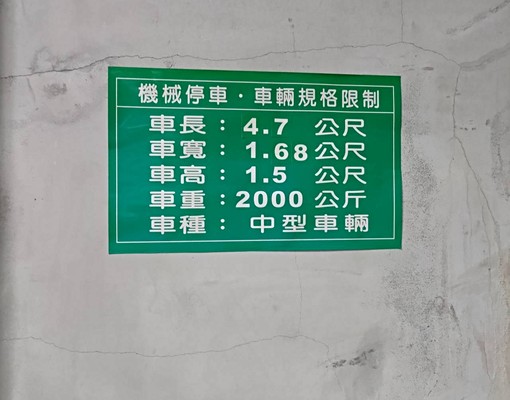 機械停車·車輛規格限制
車長：4.7 公尺
車寬：1.68公尺
車高：1.5 公尺
車重：2000公斤
車種：中型車輛